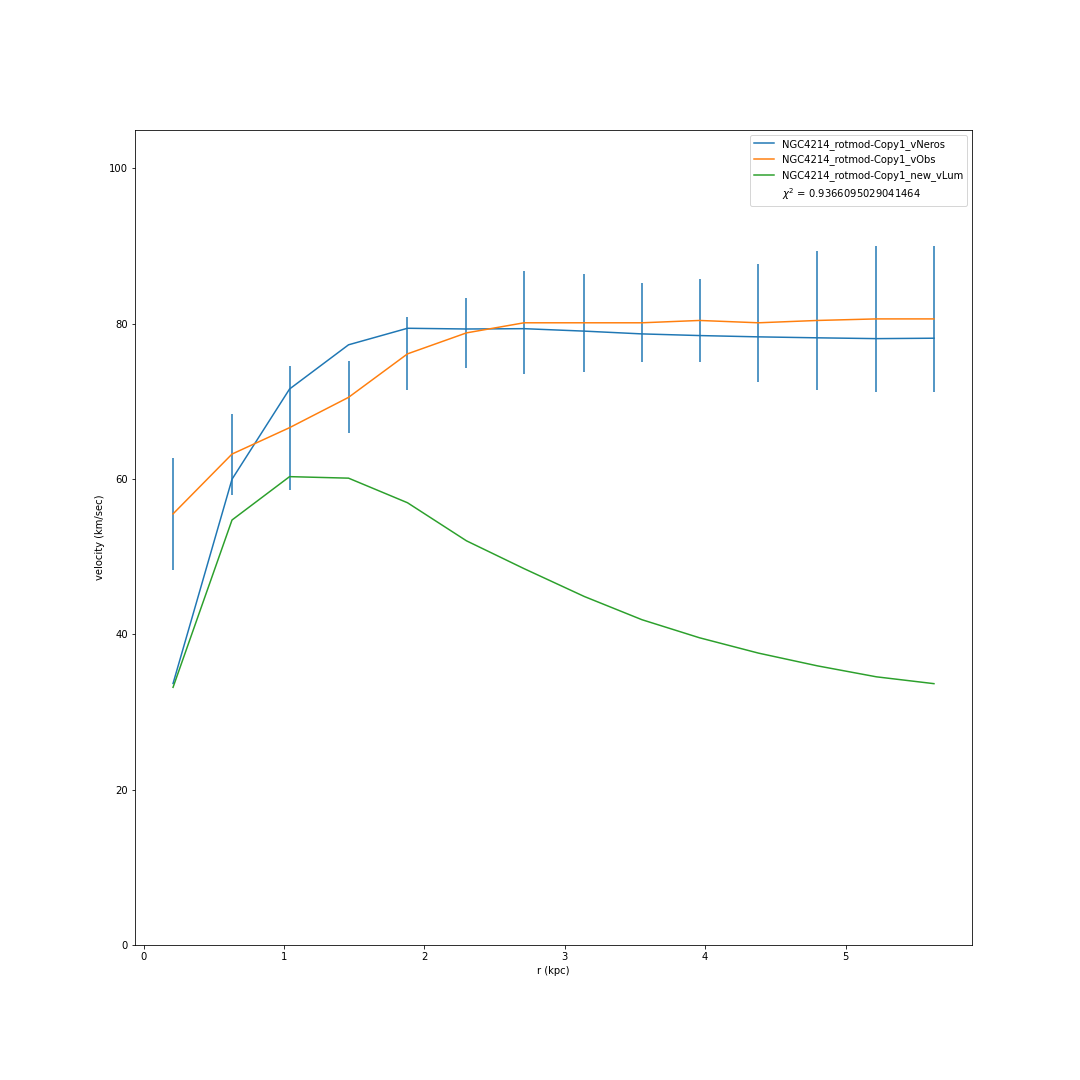 NGC4214_rotmod-Copy1_vNeros
NGC4214_rotmod-Copy1_vObs
NGC4214_rotmod-Copy1_new_vLum
χ² = 0.9366095029041464
100
80
60
40
20
0
velocity (km/sec)
0 1 2 3 4 5
r (kpc)